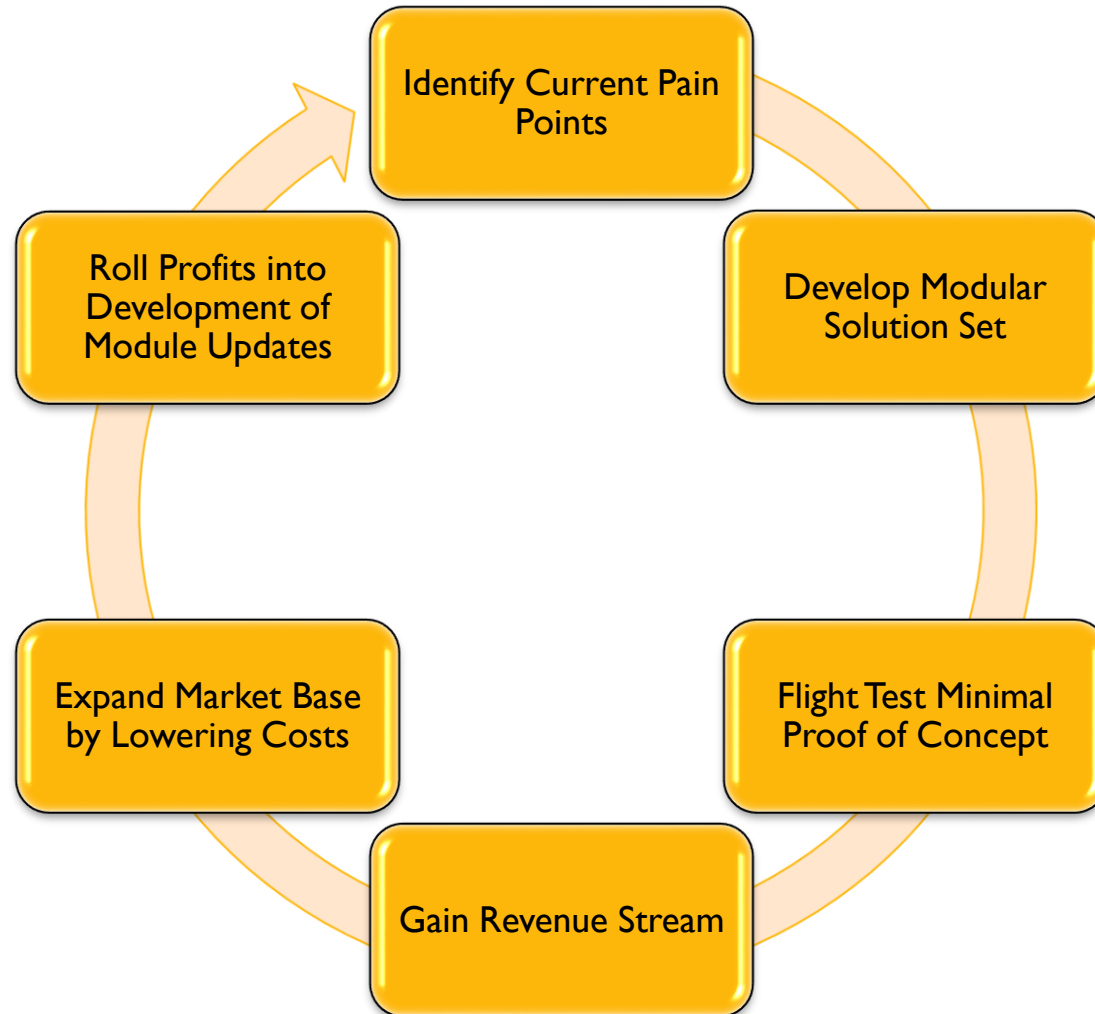 Identify Current Pain
Points
Develop Modular
Solution Set
Flight Test Minimal
Proof of Concept
Gain Revenue Stream
Expand Market Base
by Lowering Costs
Roll Profits into
Development of
Module Updates